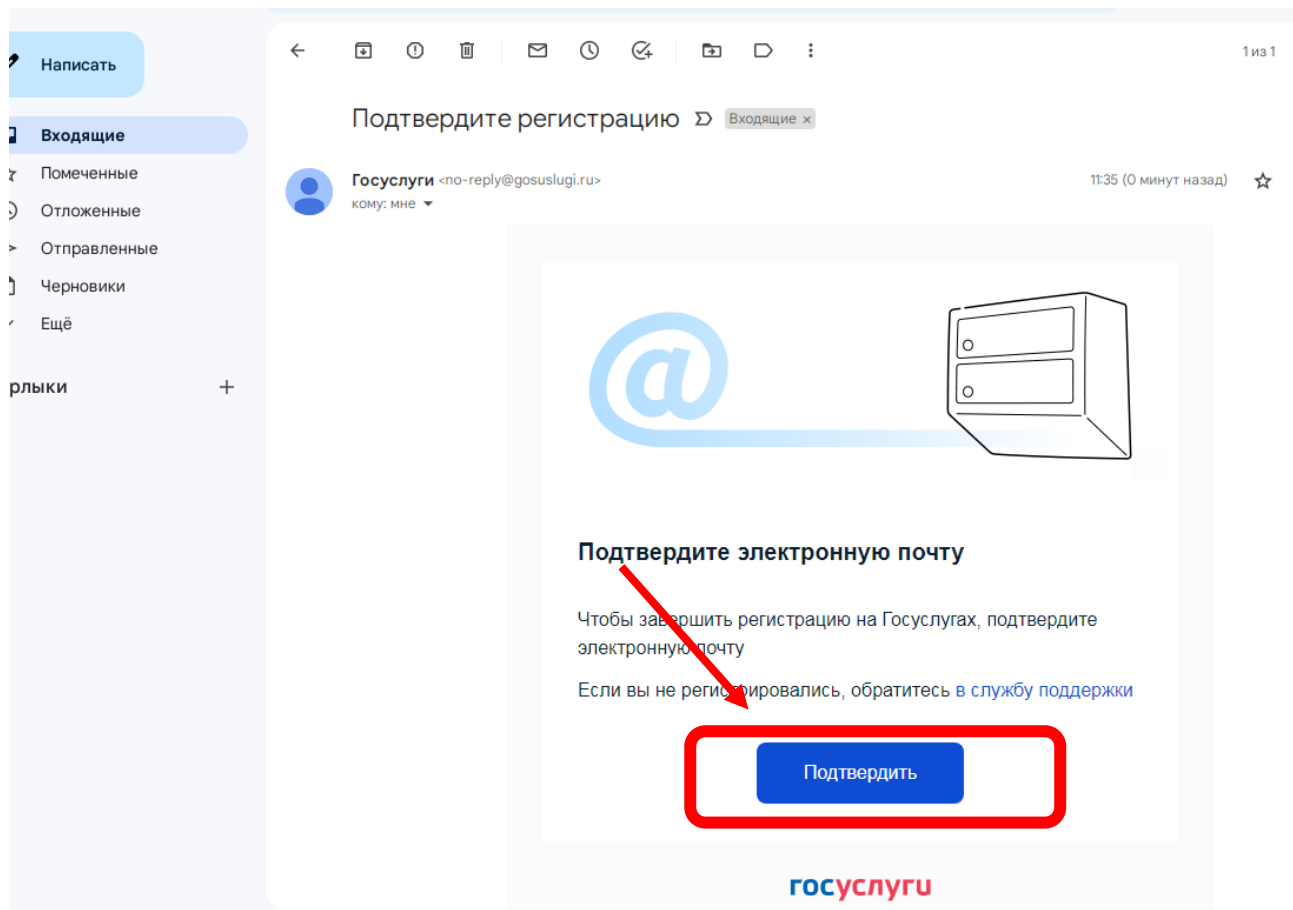 Написать
1 из 1
Подтвердите регистрацию Входящие ×
Входящие
Помеченные
Отложенные
Отправленные
Черновики
Ещё
рлыки +
Госуслуги <no-reply@gosuslugi.ru>
11:35 (0 минут назад)
кому: мне
@
Подтвердите электронную почту
Чтобы завершить регистрацию на Госуслугах, подтвердите
электронную почту
Если вы не регистрировались, обратитесь в службу поддержки
Подтвердить
госуслуги